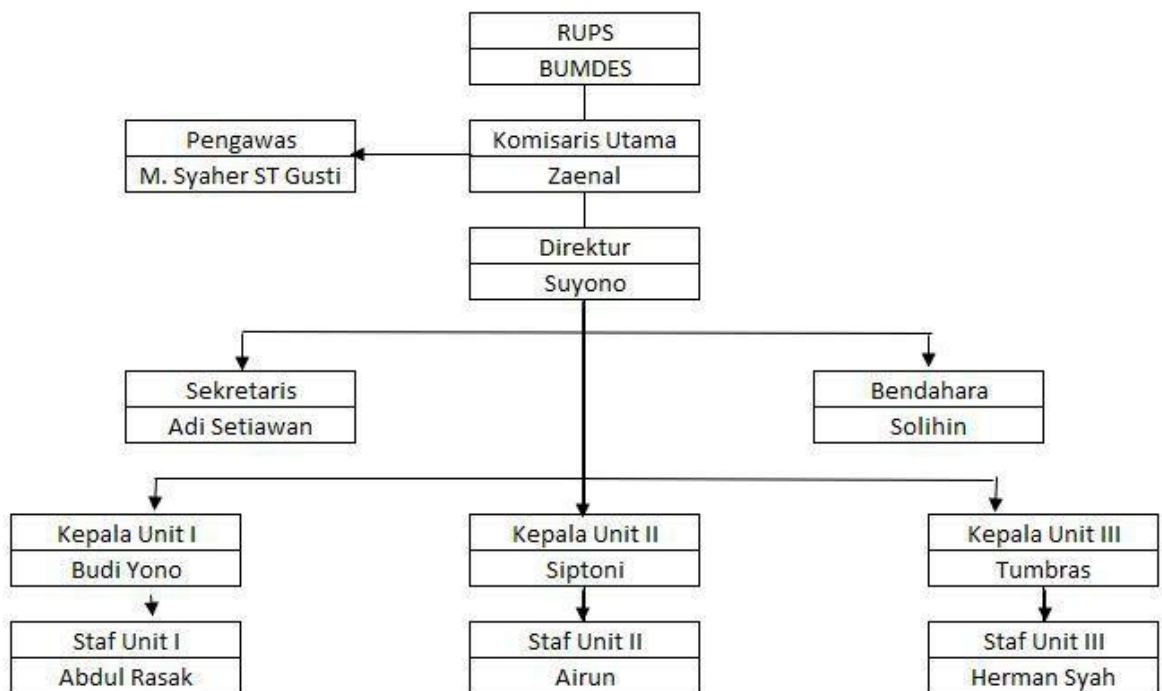 RUPS
BUMDES
Pengawas
M. Syaher ST Gusti
Komisaris Utama
Zaenal
Direktur
Suyono
Sekretaris
Adi Setiawan
Bendahara
Solihin
Kepala Unit I
Budi Yono
Kepala Unit II
Siptoni
Kepala Unit III
Tumbras
Staf Unit I
Abdul Rasak
Staf Unit II
Airun
Staf Unit III
Herman Syah